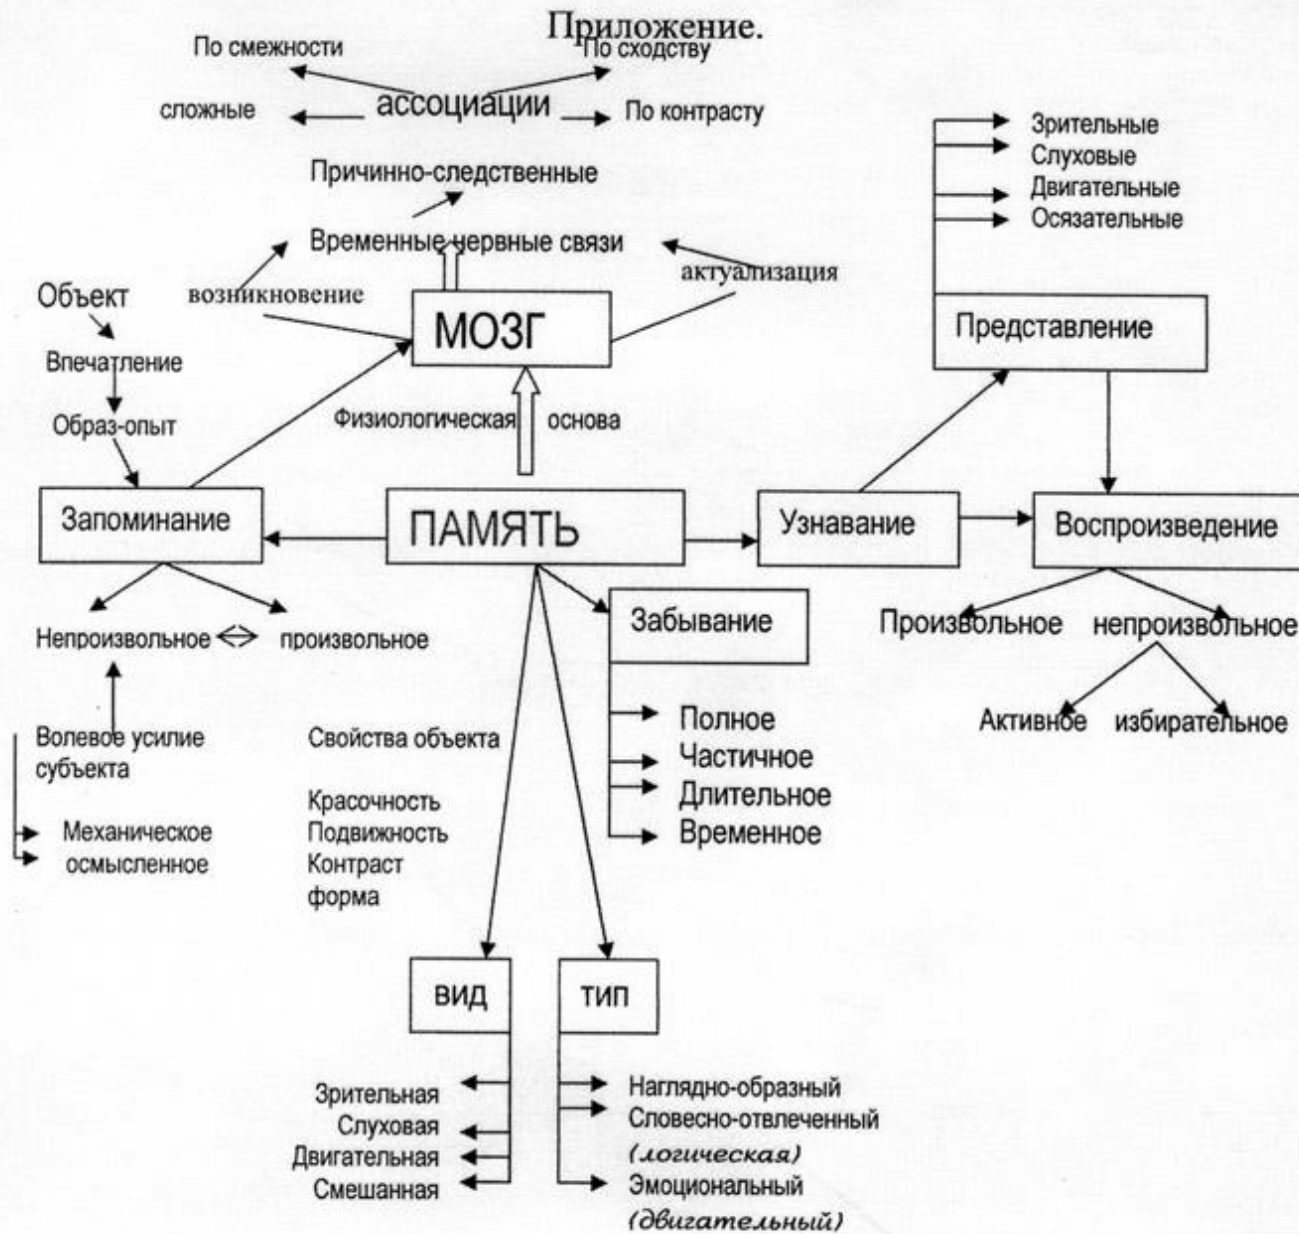 Приложение.
По смежности
По сходству
ассоциации
сложные
По контрасту
Причинно-следственные
Временные нервные связи
возникновение
актуализация
МОЗГ
Физиологическая основа
Объект
Впечатление
Образ-опыт
Зрительные
Слуховые
Двигательные
Осязательные
Представление
Запоминание
ПАМЯТЬ
Узнавание
Воспроизведение
Непроизвольное
произвольное
Забывание
Произвольное
непроизвольное
Активное
избирательное
Волевое усилие
субъекта
Механическое
осмысленное
Свойства объекта
Красочность
Подвижность
Контраст
форма
Полное
Частичное
Длительное
Временное
вид
тип
Зрительная
Слуховая
Двигательная
Смешанная
Наглядно-образный
Словесно-отвлеченный
(логическая)
Эмоциональный
(двигательный)